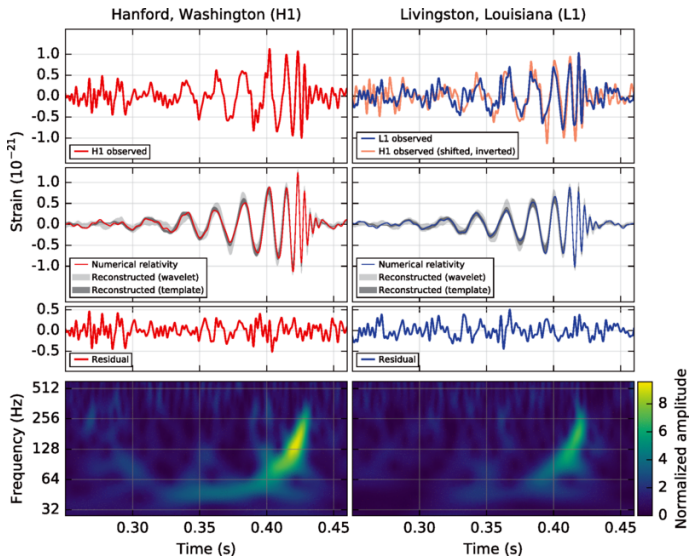 Hanford, Washington (H1)
Livingston, Louisiana (L1)
1.0
0.5
0.0
-0.5
-1.0
H1 observed
L1 observed
H1 observed (shifted, inverted)
Strain (10⁻²¹)
1.0
0.5
0.0
-0.5
-1.0
Numerical relativity
Reconstructed (wavelet)
Reconstructed (template)
Numerical relativity
Reconstructed (wavelet)
Reconstructed (template)
0.5
0.0
-0.5
Residual
Residual
Frequency (Hz)
512
256
128
64
32
0.30
0.35
0.40
0.45
Time (s)
0.30
0.35
0.40
0.45
Time (s)
8
6
4
2
0
Normalized amplitude